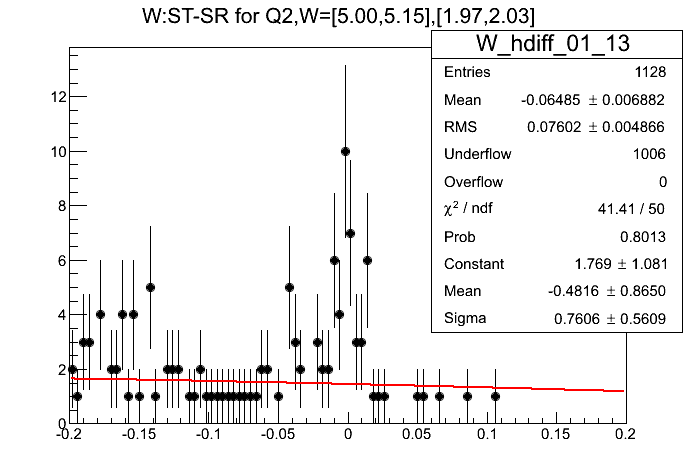 W:ST-SR for Q2,W=[5.00,5.15],[1.97,2.03]
W_hdiff_01_13
Entries 1128
Mean -0.06485 ± 0.006882
RMS 0.07602 ± 0.004866
Underflow 1006
Overflow 0
χ² / ndf 41.41 / 50
Prob 0.8013
Constant 1.769 ± 1.081
Mean -0.4816 ± 0.8650
Sigma 0.7606 ± 0.5609
12
10
8
6
4
2
0
-0.2 -0.15 -0.1 -0.05 0 0.05 0.1 0.15 0.2